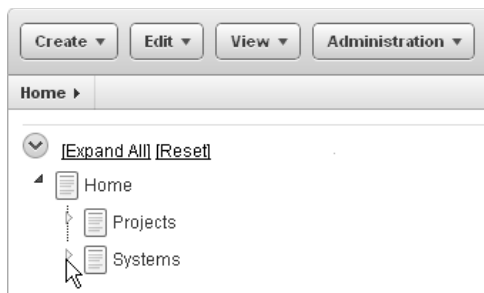 Create Edit View Administration
Home
[Expand All] [Reset]
Home
Projects
Systems